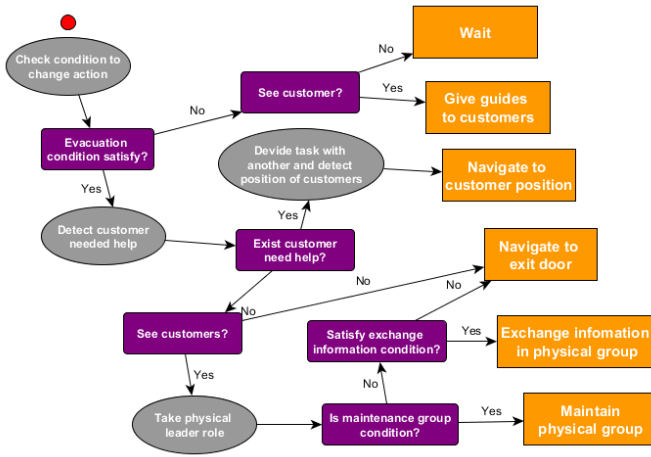 Wait
No
Check condition to
change action
See customer?
Yes
Give guides
to customers
No
Evacuation
condition satisfy?
Devide task with
another and detect
position of customers
Navigate to
customer position
Yes
Yes
Detect customer
needed help
Exist customer
need help?
Navigate to
exit door
No
No
No
See customers?
Satisfy exchange
information condition?
Yes
Exchange infomation
in physical group
Yes
No
Take physical
leader role
Is maintenance group
condition?
Yes
Maintain
physical group